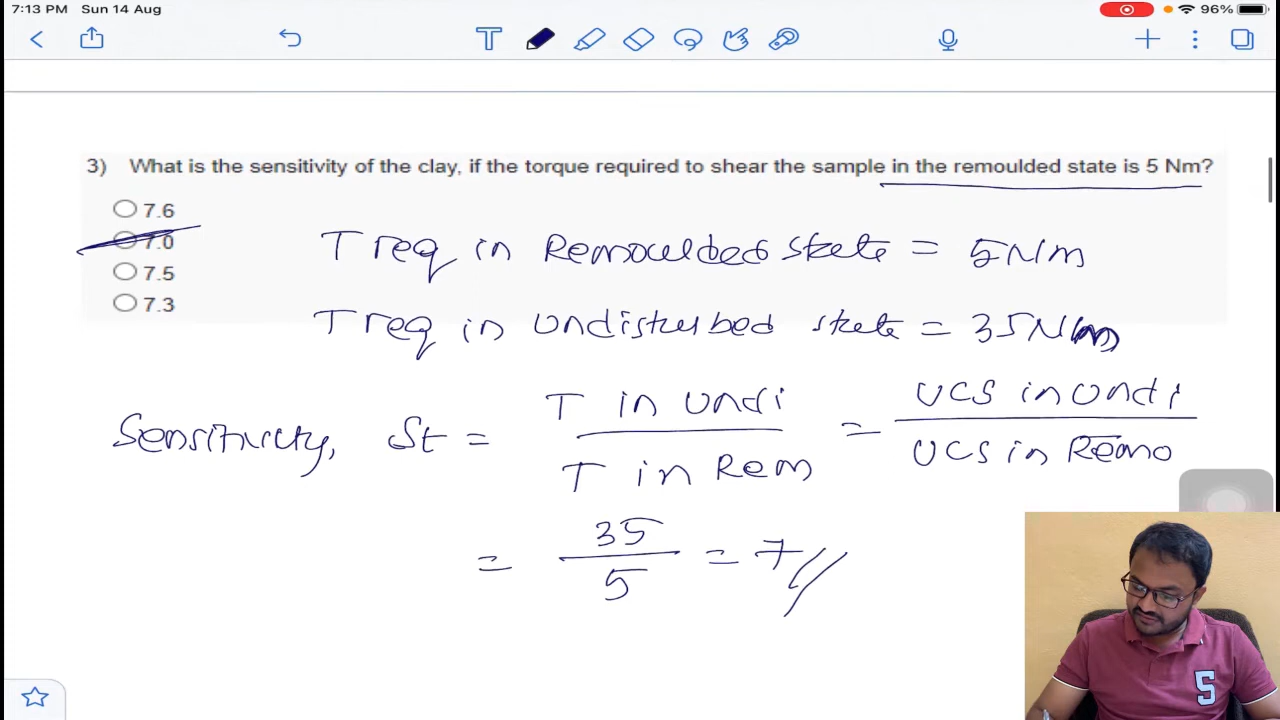 7:13 PM Sun 14 Aug 96%
T
3) What is the sensitivity of the clay, if the torque required to shear the sample in the remoulded state is 5 Nm?
7.6
7.0
7.5
7.3
T req in Remoulded state = 5Nm
T req in undisturbed state = 35Nm
Sensitivity, St = T in undi / T in Rem = UCS in undi / UCS in Remo
= 35 / 5 = 7 //
S